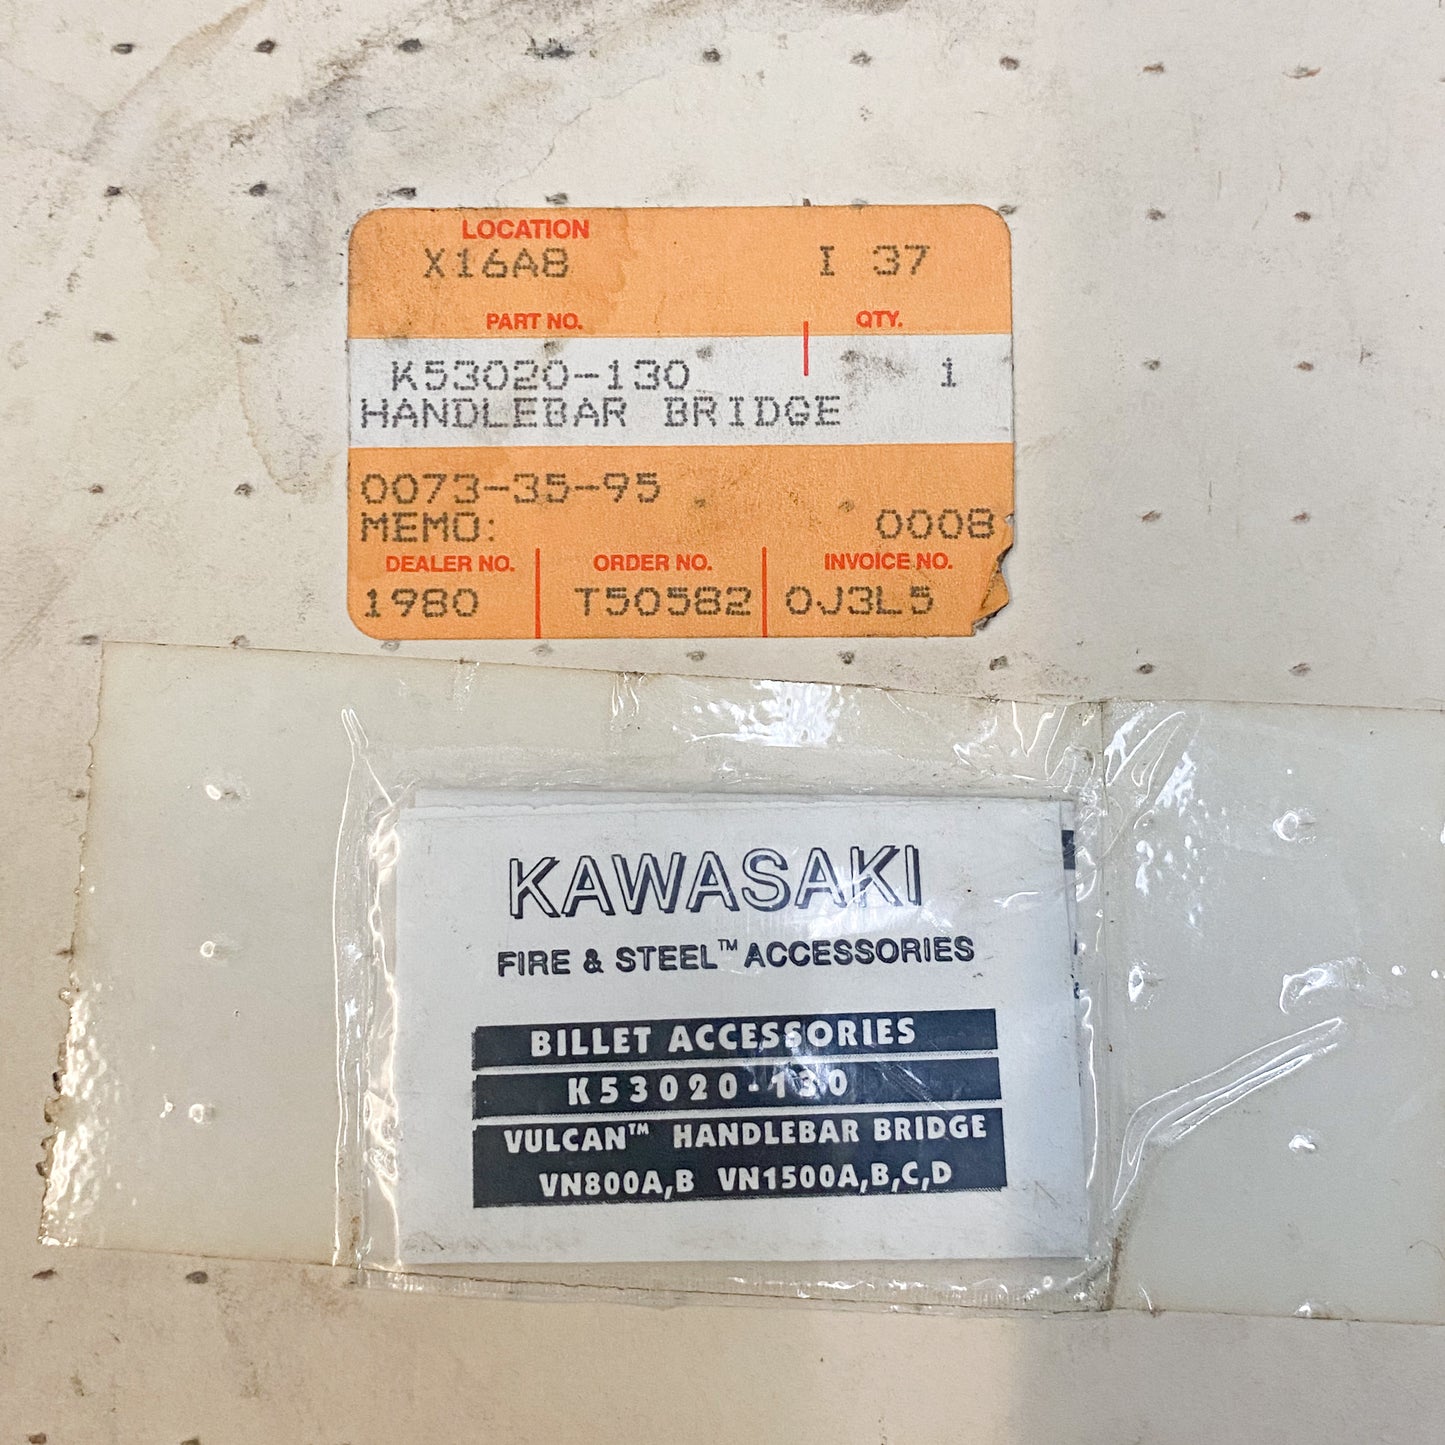 LOCATION
X16A8 I 37
PART NO. QTY.
K53020-130 1
HANDLEBAR BRIDGE
0073-35-95
MEMO: 0008
DEALER NO. ORDER NO. INVOICE NO.
1980 T50582 0J3L5
KAWASAKI
FIRE & STEEL™ ACCESSORIES
BILLET ACCESSORIES
K53020-130
VULCAN™ HANDLEBAR BRIDGE
VN800A,B VN1500A,B,C,D